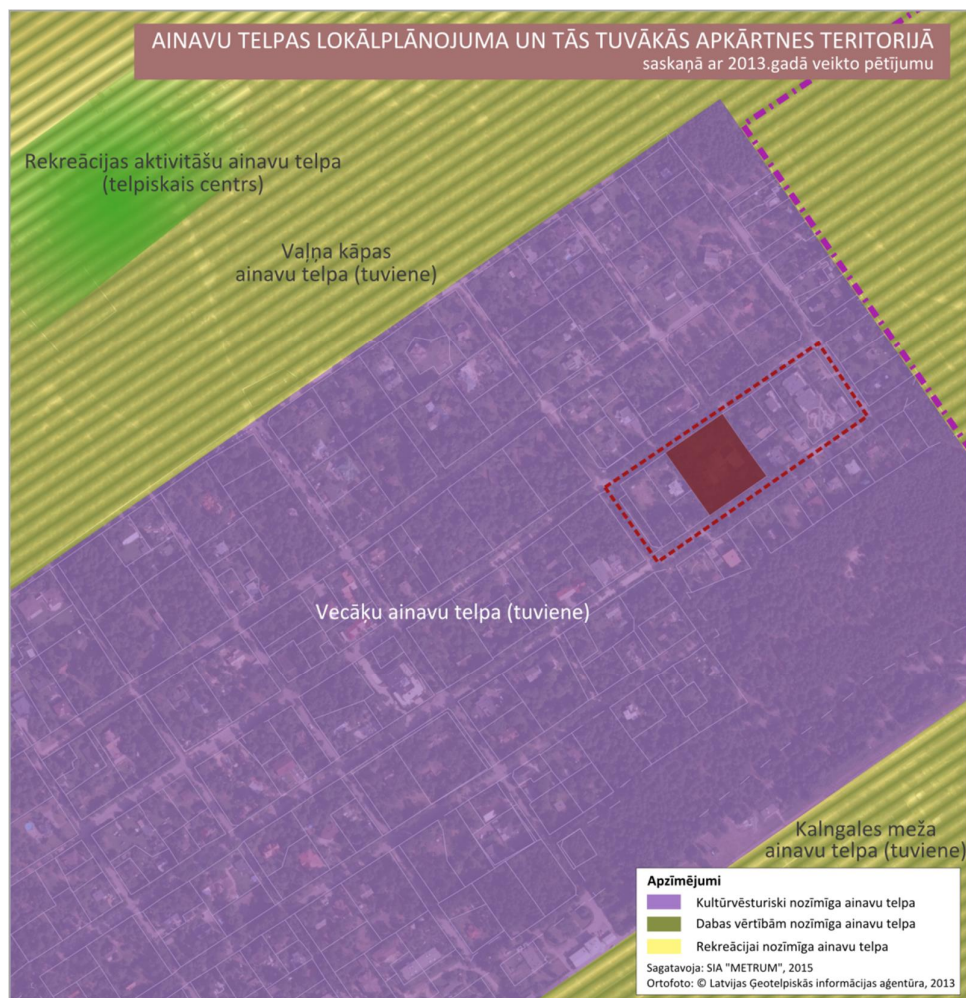 AINAVU TELPAS LOKĀLPLĀNOJUMA UN TĀS TUVĀKĀS APKĀRTNES TERITORIJĀ
saskaņā ar 2013.gadā veikto pētījumu
Rekreācijas aktivitāšu ainavu telpa
(telpiskais centrs)
Vaļņa kāpas
ainavu telpa (tuviene)
Vecāķu ainavu telpa (tuviene)
Kalngales meža
ainavu telpa (tuviene)
Apzīmējumi
Kultūrvēsturiski nozīmīga ainavu telpa
Dabas vērtībām nozīmīga ainavu telpa
Rekreācijai nozīmīga ainavu telpa
Sagatavoja: SIA "METRUM", 2015
Ortofoto: © Latvijas Ģeotelpiskās informācijas aģentūra, 2013